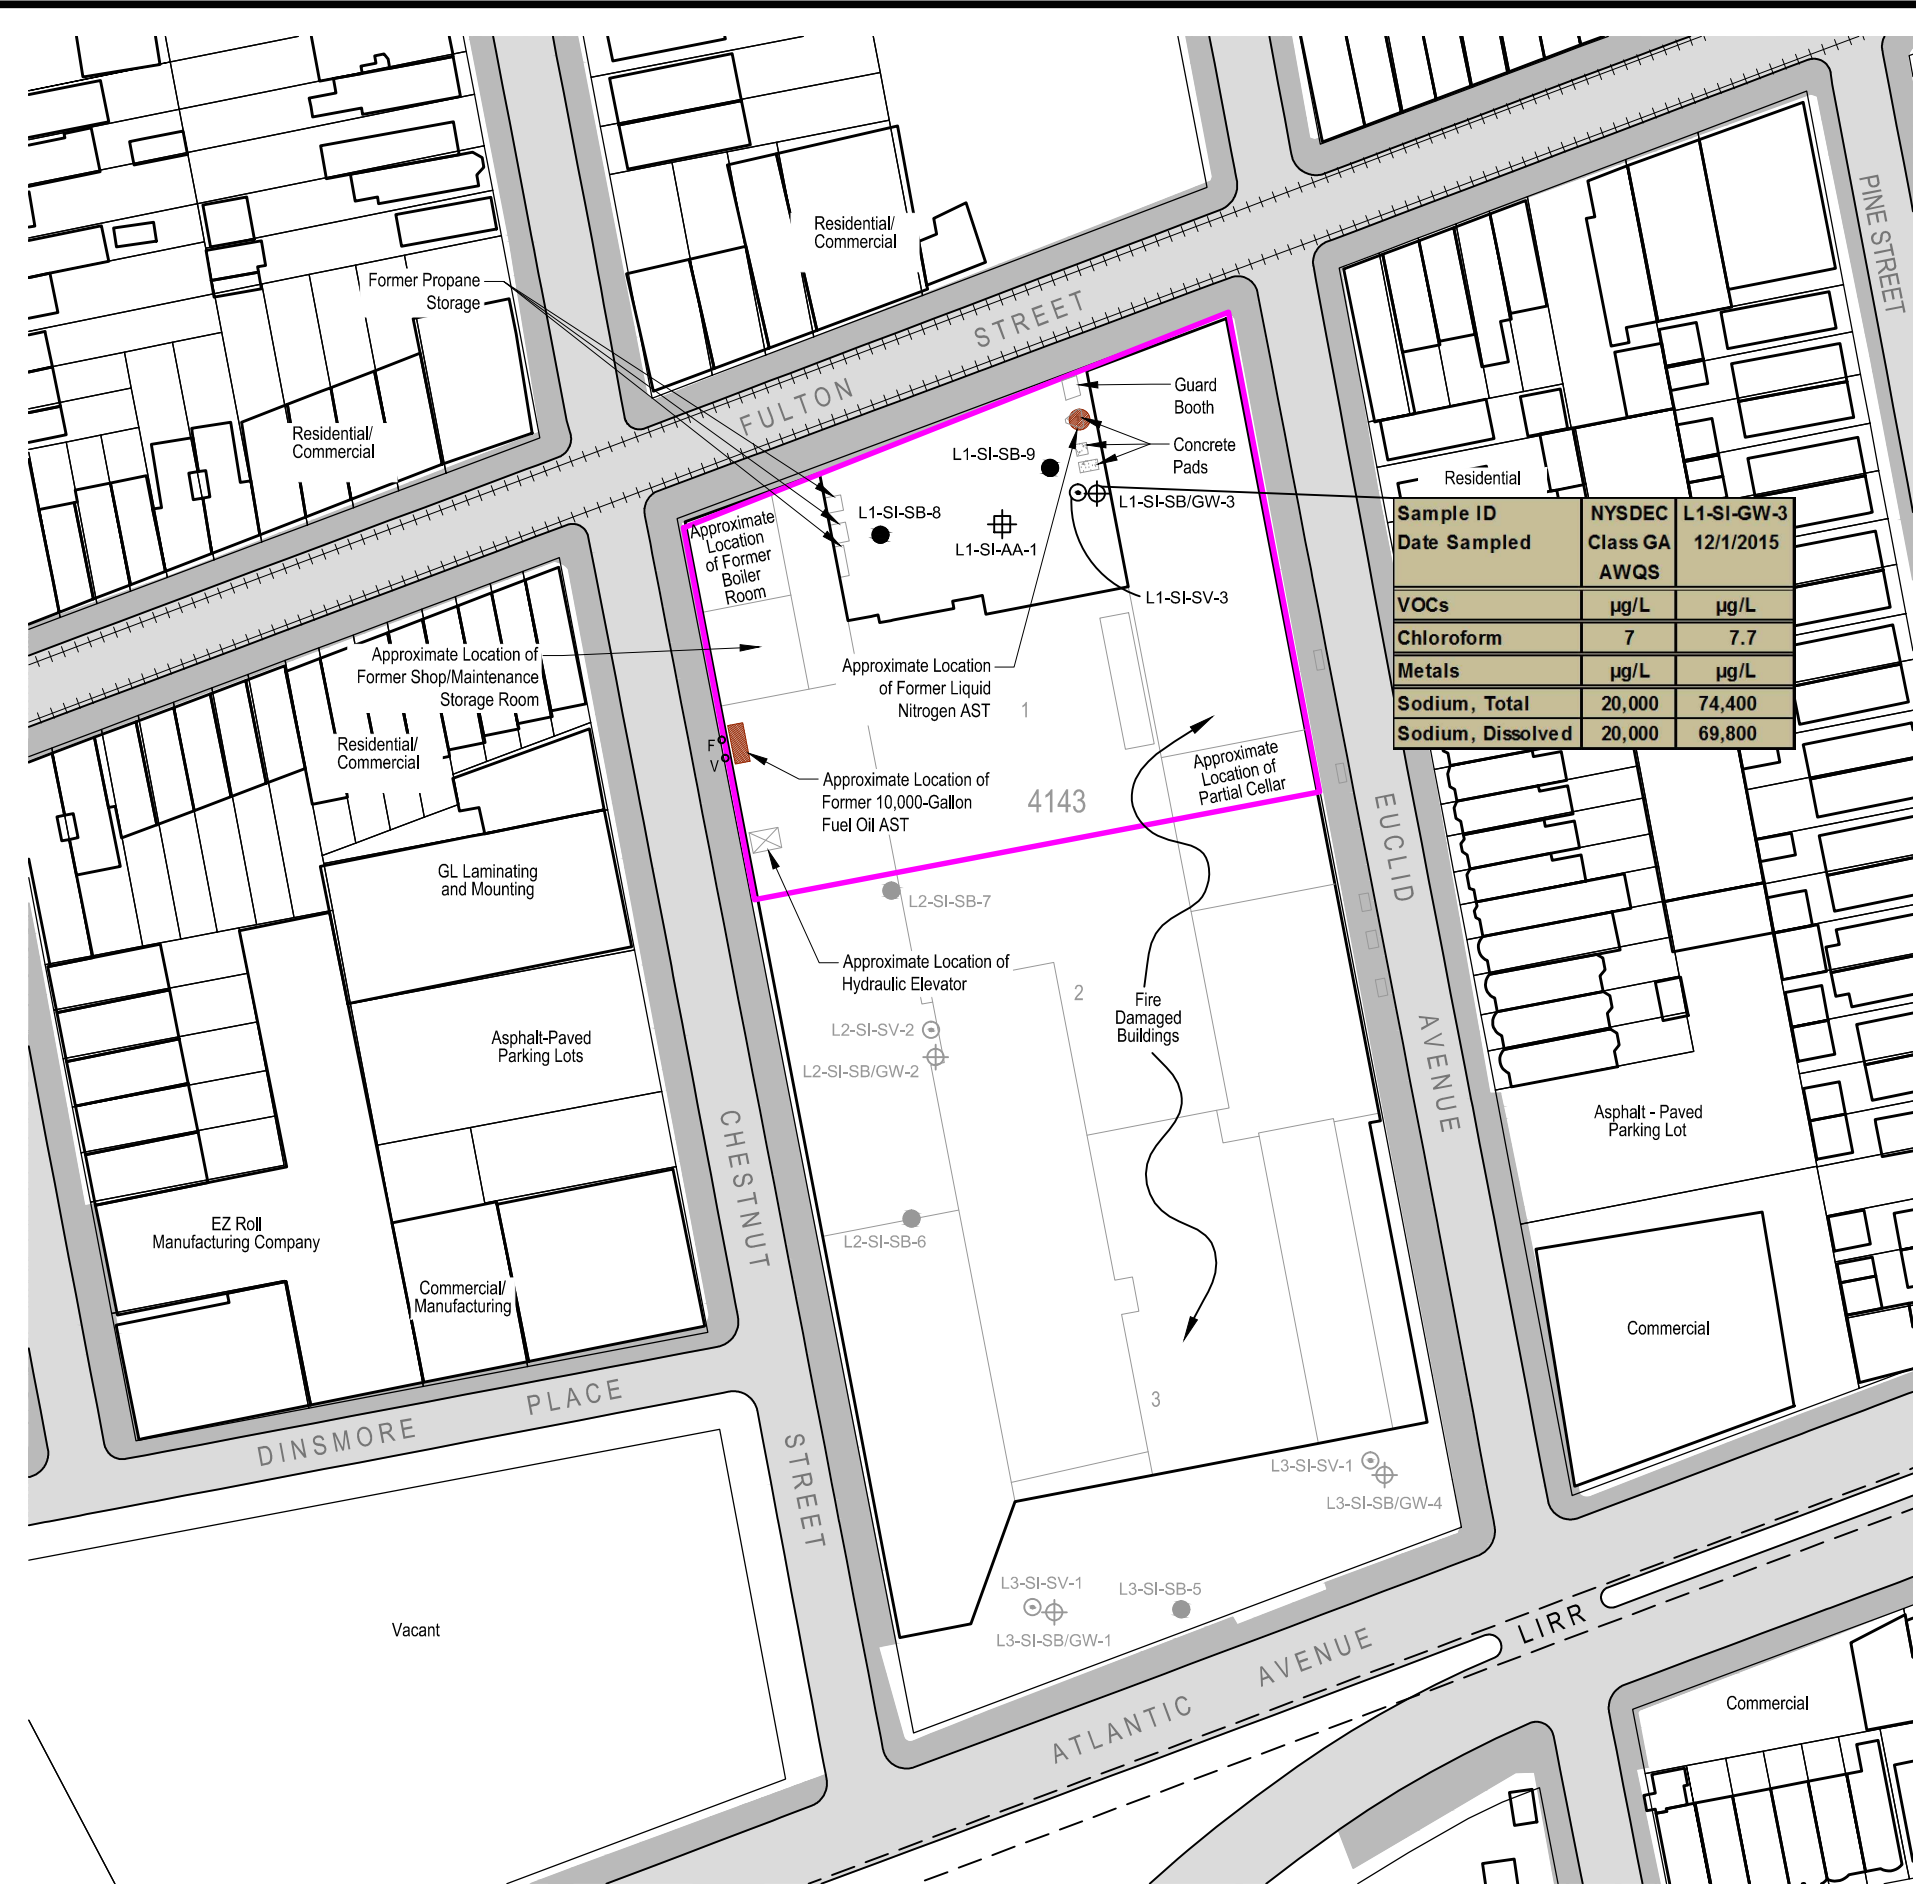 PINE STREET
Residential/
Commercial
Former Propane
Storage
FULTON STREET
Guard
Booth
Residential/
Commercial
Concrete
Pads
L1-SI-SB-9
Residential
L1-SI-SB/GW-3
Sample ID NYSDEC L1-SI-GW-3
Date Sampled Class GA 12/1/2015
AWQS
VOCs µg/L µg/L
Chloroform 7 7.7
Metals µg/L µg/L
Sodium, Total 20,000 74,400
Sodium, Dissolved 20,000 69,800
L1-SI-SB-8
Approximate
Location
of Former
Boiler
Room
L1-SI-AA-1
L1-SI-SV-3
Approximate Location of
Former Shop/Maintenance
Storage Room
Approximate Location
of Former Liquid
Nitrogen AST
1
Residential/
Commercial
F
V
Approximate
Location of
Partial Cellar
Approximate Location of
Former 10,000-Gallon
Fuel Oil AST
4143
EUCLID AVENUE
GL Laminating
and Mounting
L2-SI-SB-7
Approximate Location of
Hydraulic Elevator
2
Fire
Damaged
Buildings
L2-SI-SV-2
Asphalt-Paved
Parking Lots
L2-SI-SB/GW-2
Asphalt - Paved
Parking Lot
CHESTNUT STREET
EZ Roll
Manufacturing Company
L2-SI-SB-6
Commercial/
Manufacturing
Commercial
DINSMORE PLACE
3
L3-SI-SV-1
L3-SI-SB/GW-4
L3-SI-SV-1
L3-SI-SB-5
L3-SI-SB/GW-1
Vacant
LIRR
ATLANTIC AVENUE
Commercial